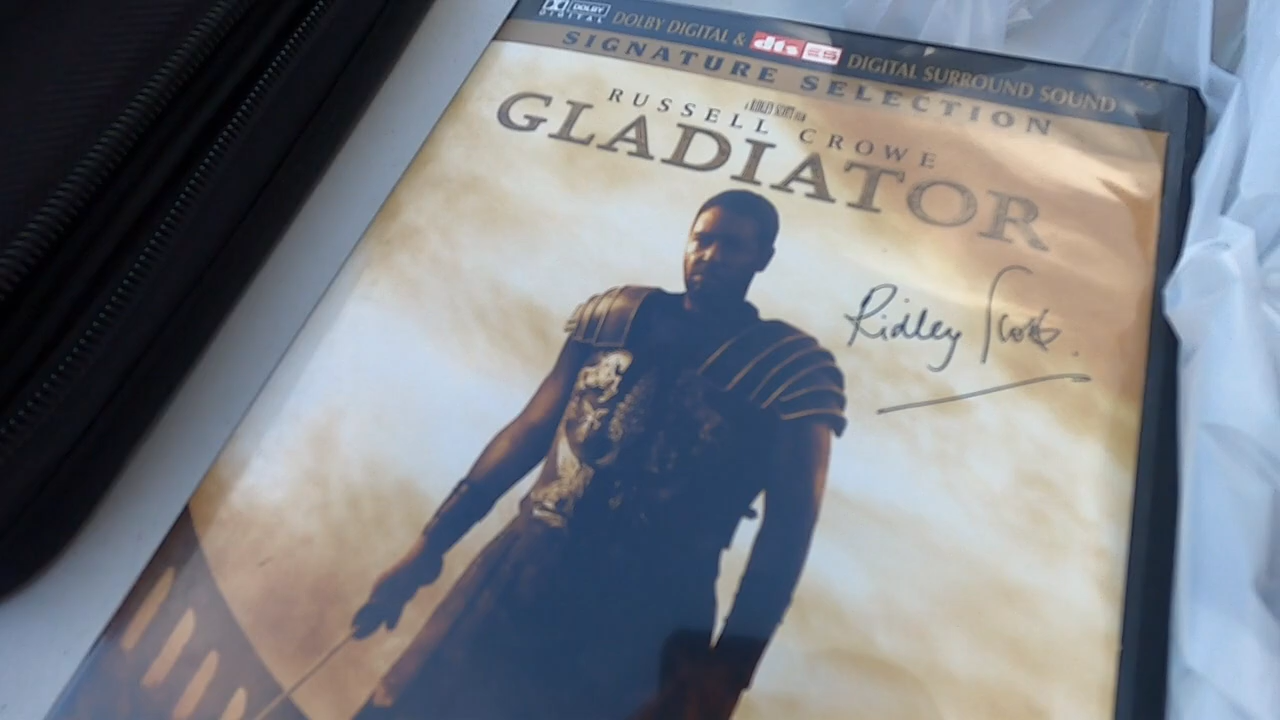 DOLBY DIGITAL
DOLBY DIGITAL & dts ES DIGITAL SURROUND SOUND
SIGNATURE SELECTION
A RIDLEY SCOTT FILM
RUSSELL CROWE
GLADIATOR
Ridley Scott.